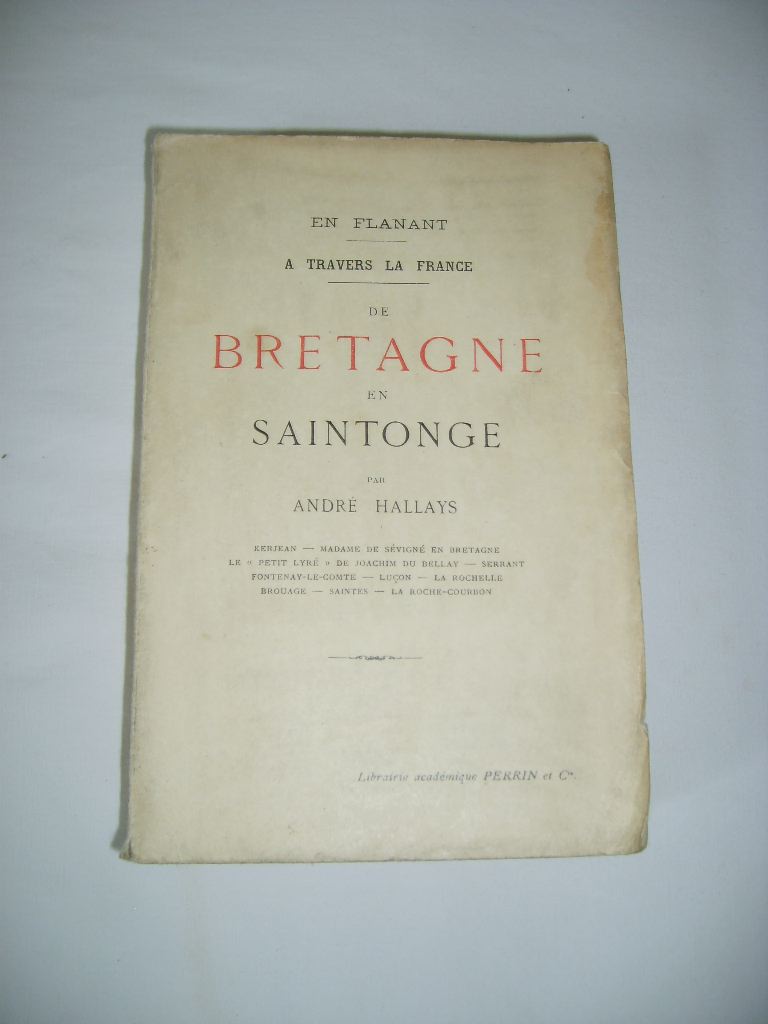 EN FLANANT
A TRAVERS LA FRANCE
DE
BRETAGNE
EN
SAINTONGE
PAR
ANDRÉ HALLAYS
KERJEAN — MADAME DE SÉVIGNÉ EN BRETAGNE
LE « PETIT LYRÉ » DE JOACHIM DU BELLAY — SERRANT
FONTENAY-LE-COMTE — LUÇON — LA ROCHELLE
BROUAGE — SAINTES — LA ROCHE-COURBON
Librairie académique PERRIN et Cie.